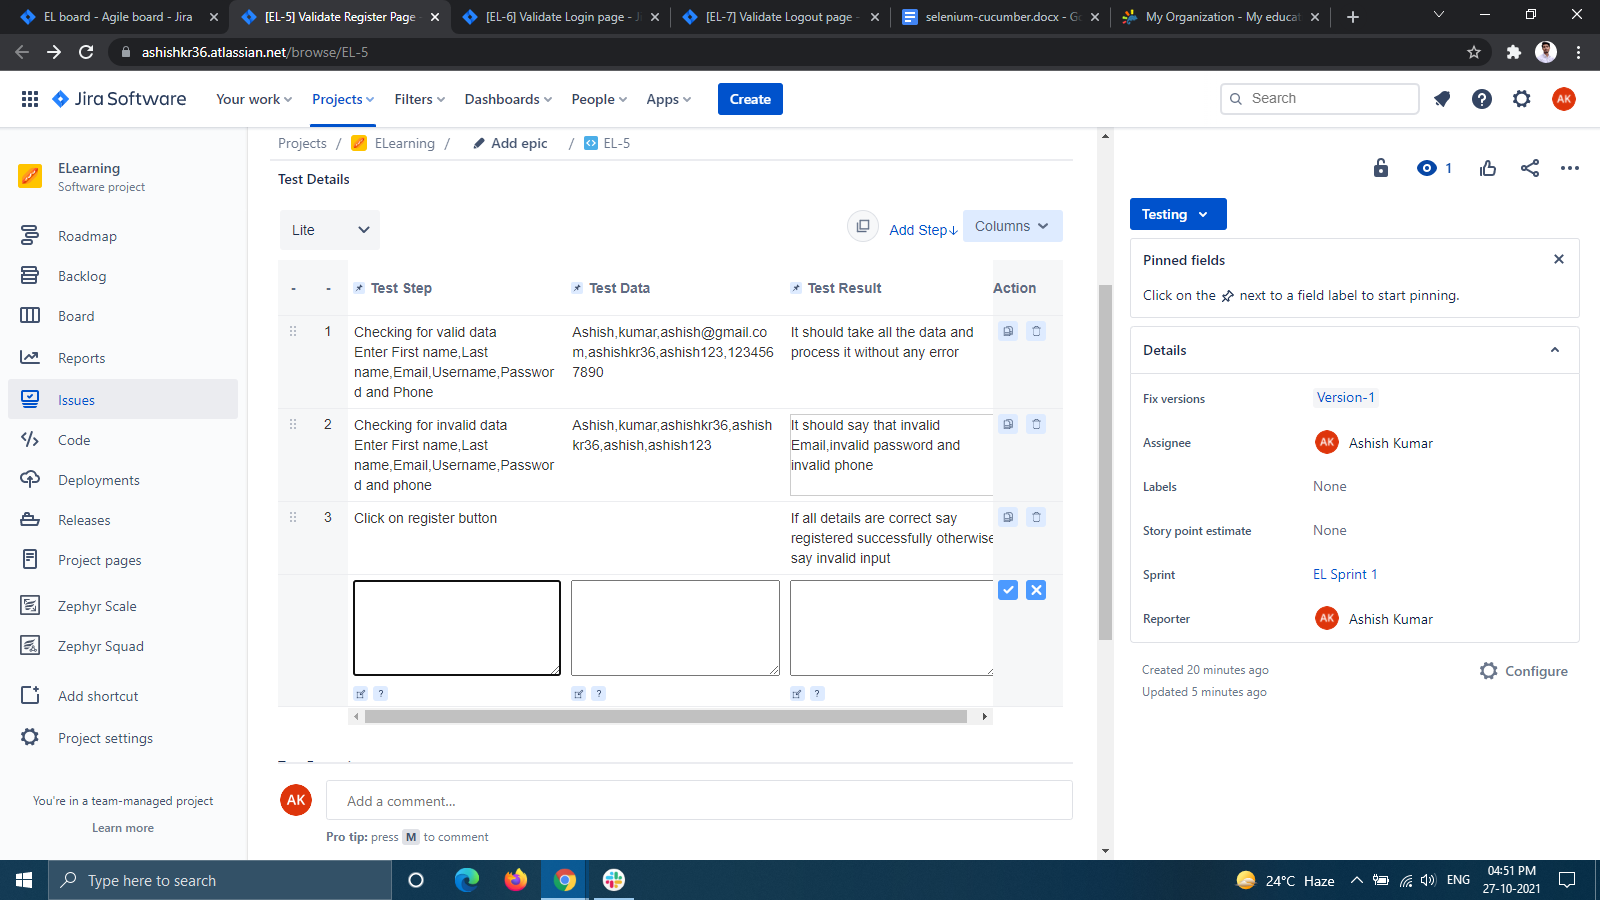 EL board - Agile board - Jira
[EL-5] Validate Register Page -
[EL-6] Validate Login page - Ji
[EL-7] Validate Logout page -
selenium-cucumber.docx - Go
My Organization - My educat
ashishkr36.atlassian.net/browse/EL-5
Jira Software
Your work
Projects
Filters
Dashboards
People
Apps
Create
Search
AK
ELearning
Software project
Roadmap
Backlog
Board
Reports
Issues
Code
Deployments
Releases
Project pages
Zephyr Scale
Zephyr Squad
Add shortcut
Project settings
You're in a team-managed project
Learn more
Projects / ELearning / Add epic / EL-5
Test Details
Lite
Add Step↓
Columns
- - Test Step Test Data Test Result Action
1
Checking for valid data
Enter First name,Last
name,Email,Username,Passwor
d and Phone
Ashish,kumar,ashish@gmail.co
m,ashishkr36,ashish123,123456
7890
It should take all the data and
process it without any error
2
Checking for invalid data
Enter First name,Last
name,Email,Username,Passwor
d and phone
Ashish,kumar,ashishkr36,ashish
kr36,ashish,ashish123
It should say that invalid
Email,invalid password and
invalid phone
3
Click on register button
If all details are correct say
registered successfully otherwise
say invalid input
?
?
?
AK
Add a comment...
Pro tip: press M to comment
1
Testing
Pinned fields
Click on the next to a field label to start pinning.
Details
Fix versions
Version-1
Assignee
AK Ashish Kumar
Labels
None
Story point estimate
None
Sprint
EL Sprint 1
Reporter
AK Ashish Kumar
Created 20 minutes ago
Updated 5 minutes ago
Configure
Type here to search
24°C Haze
ENG
04:51 PM
27-10-2021